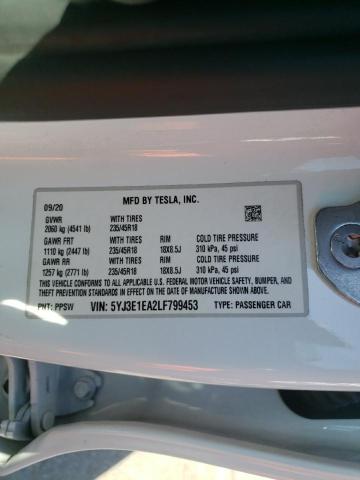 MFD BY TESLA, INC.
09/20
GVWR WITH TIRES
2060 kg (4541 lb) 235/45R18
GAWR FRT WITH TIRES RIM COLD TIRE PRESSURE
1110 kg (2447 lb) 235/45R18 18X8.5J 310 kPa, 45 psi
GAWR RR WITH TIRES RIM COLD TIRE PRESSURE
1257 kg (2771 lb) 235/45R18 18X8.5J 310 kPa, 45 psi
THIS VEHICLE CONFORMS TO ALL APPLICABLE U.S. FEDERAL MOTOR VEHICLE SAFETY, BUMPER, AND
THEFT PREVENTION STANDARDS IN EFFECT ON THE DATE OF MANUFACTURE SHOWN ABOVE.
PNT: PPSW VIN: 5YJ3E1EA2LF799453 TYPE: PASSENGER CAR